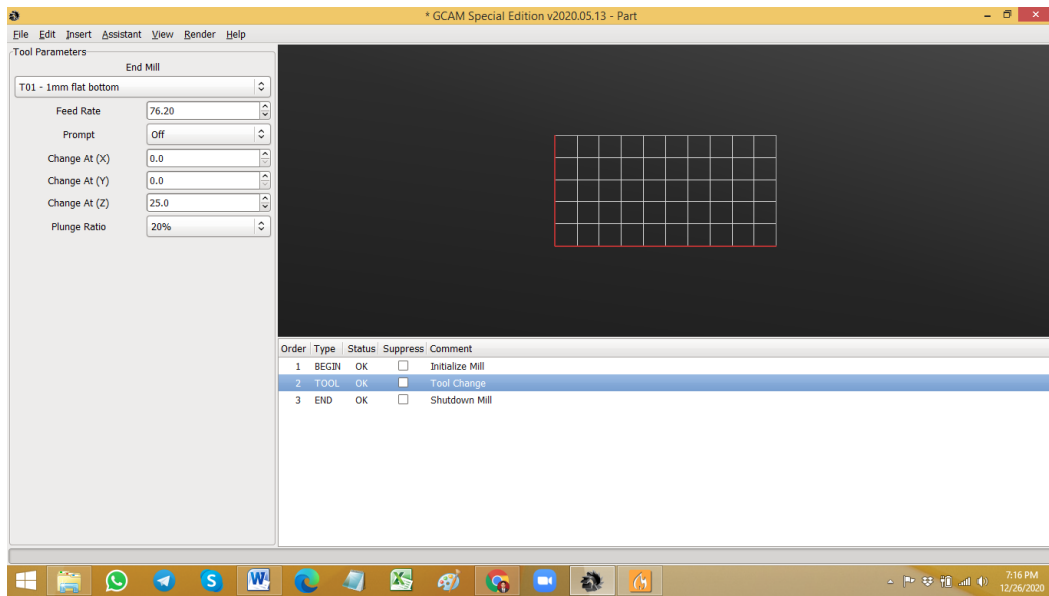 * GCAM Special Edition v2020.05.13 - Part
File Edit Insert Assistant View Render Help
Tool Parameters
End Mill
T01 - 1mm flat bottom
Feed Rate 76.20
Prompt Off
Change At (X) 0.0
Change At (Y) 0.0
Change At (Z) 25.0
Plunge Ratio 20%
Order Type Status Suppress Comment
1 BEGIN OK Initialize Mill
2 TOOL OK Tool Change
3 END OK Shutdown Mill
7:16 PM
12/26/2020